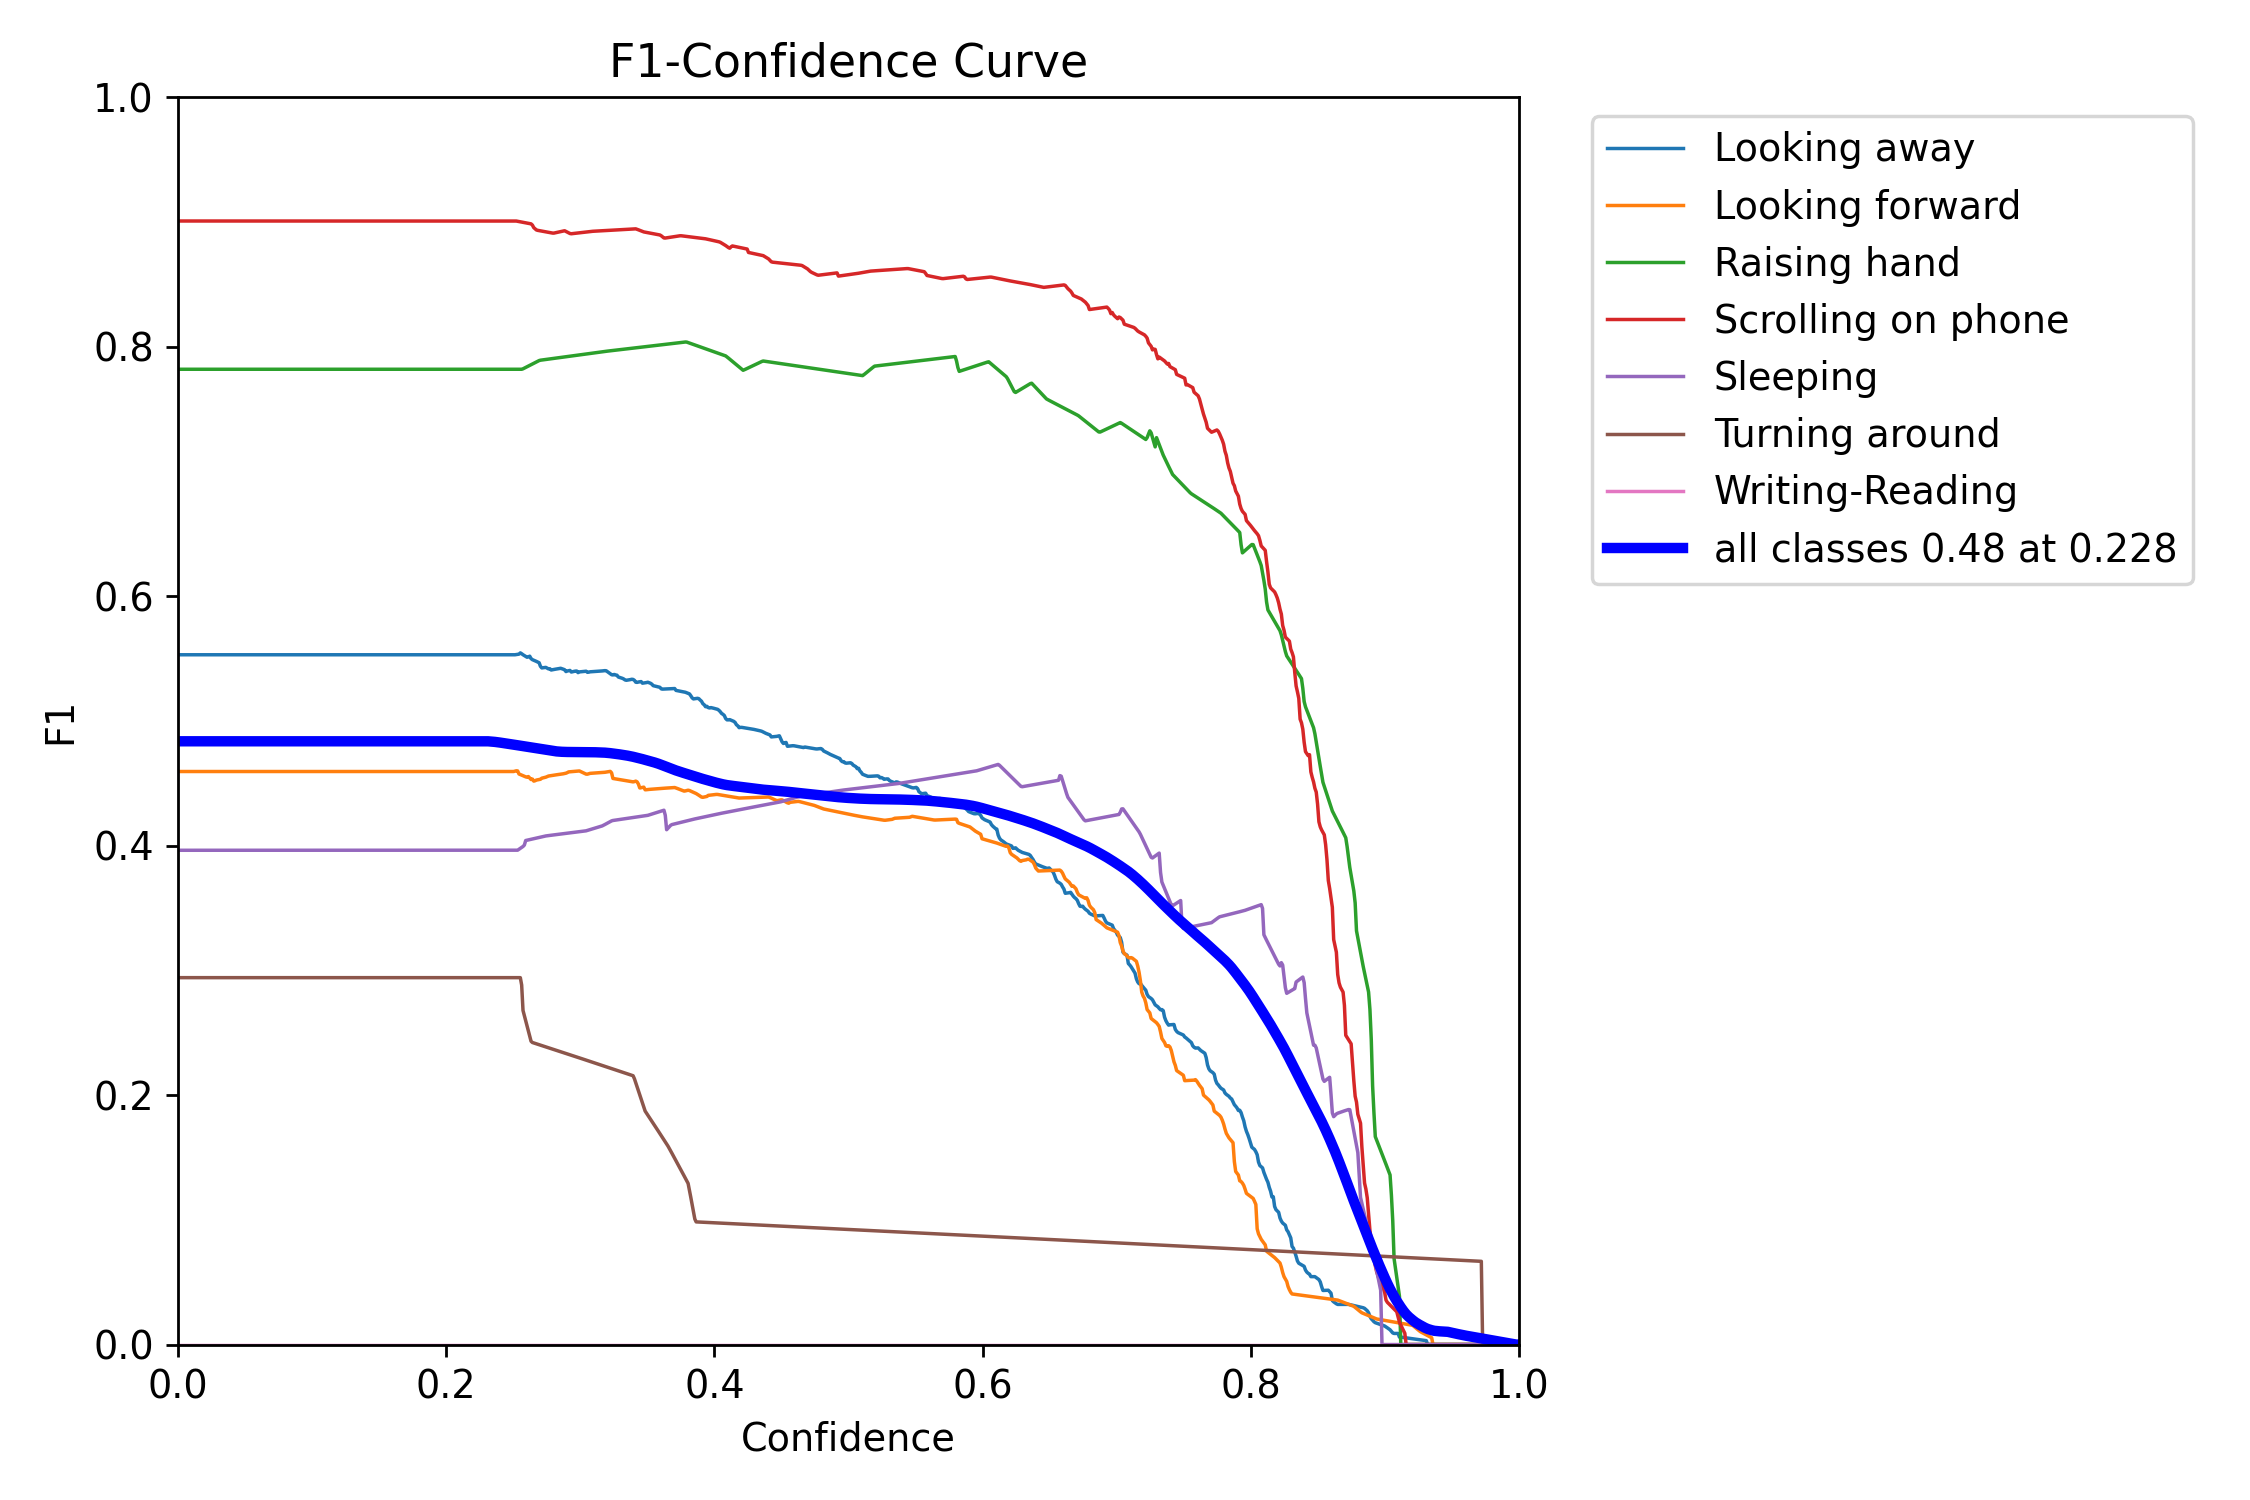 F1-Confidence Curve
1.0
0.8
0.6
0.4
0.2
0.0
F1
0.0 0.2 0.4 0.6 0.8 1.0
Confidence
Looking away
Looking forward
Raising hand
Scrolling on phone
Sleeping
Turning around
Writing-Reading
all classes 0.48 at 0.228